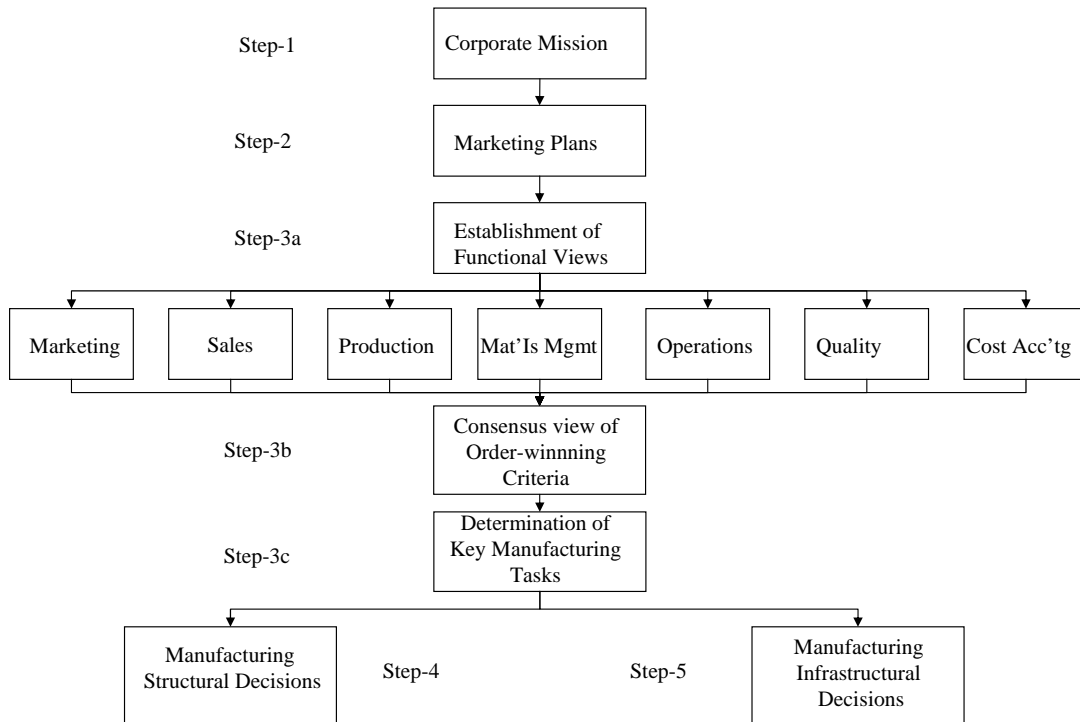 Step-1
Corporate Mission
Step-2
Marketing Plans
Step-3a
Establishment of
Functional Views
Marketing
Sales
Production
Mat'Is Mgmt
Operations
Quality
Cost Acc'tg
Step-3b
Consensus view of
Order-winnning
Criteria
Step-3c
Determination of
Key Manufacturing
Tasks
Manufacturing
Structural Decisions
Step-4
Step-5
Manufacturing
Infrastructural
Decisions